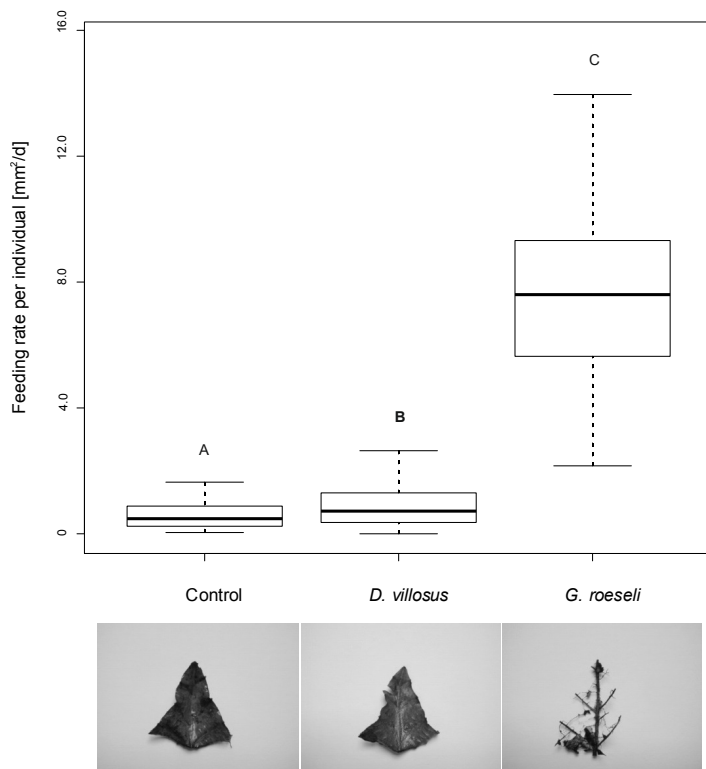 Feeding rate per individual [mm²/d]
16.0
12.0
8.0
4.0
0
A
B
C
Control
D. villosus
G. roeseli